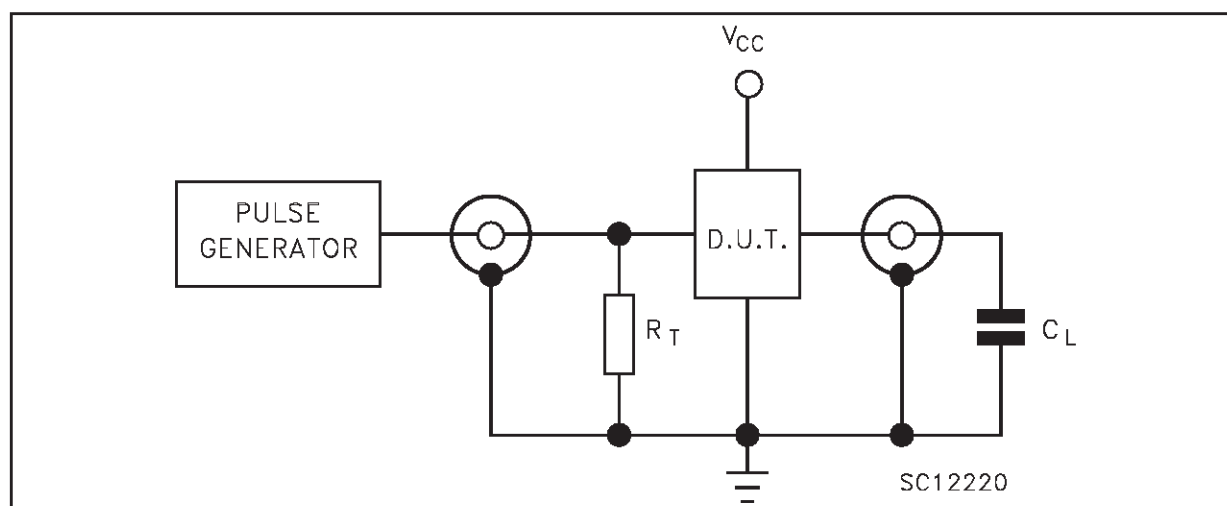 VCC
PULSE
GENERATOR
D.U.T.
RT
CL
SC12220